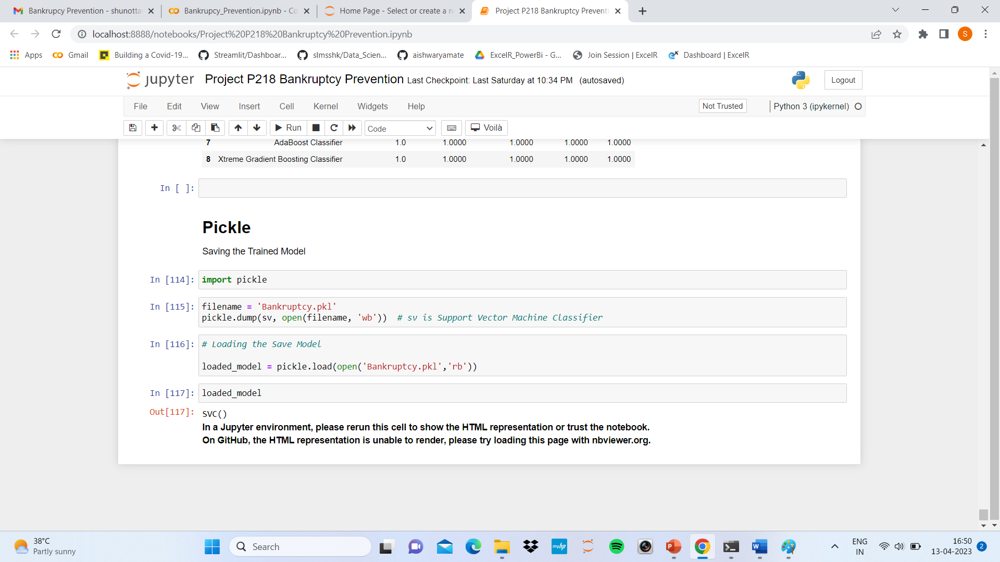 Bankrupcy Prevention - shunotta
Bankrupcy_Prevention.ipynb - Co
Home Page - Select or create a n
Project P218 Bankruptcy Preventi
localhost:8888/notebooks/Project%20P218%20Bankruptcy%20Prevention.ipynb
S
Apps
Gmail
Building a Covid-19...
Streamlit/Dashboar...
slmsshk/Data_Scien...
aishwaryamate
ExcelR_PowerBi - G...
Join Session | ExcelR
Dashboard | ExcelR
jupyter Project P218 Bankruptcy Prevention Last Checkpoint: Last Saturday at 10:34 PM (autosaved)
Logout
File Edit View Insert Cell Kernel Widgets Help
Not Trusted
Python 3 (ipykernel)
Run
Code
Voilà
7 AdaBoost Classifier 1.0 1.0000 1.0000 1.0000 1.0000
8 Xtreme Gradient Boosting Classifier 1.0 1.0000 1.0000 1.0000 1.0000
In [ ]:
Pickle
Saving the Trained Model
In [114]: import pickle
In [115]: filename = 'Bankruptcy.pkl'
pickle.dump(sv, open(filename, 'wb'))  # sv is Support Vector Machine Classifier
In [116]: # Loading the Save Model
loaded_model = pickle.load(open('Bankruptcy.pkl','rb'))
In [117]: loaded_model
Out[117]: SVC()
In a Jupyter environment, please rerun this cell to show the HTML representation or trust the notebook.
On GitHub, the HTML representation is unable to render, please try loading this page with nbviewer.org.
38°C
Partly sunny
Search
myhp
ENG
IN
16:50
13-04-2023
2